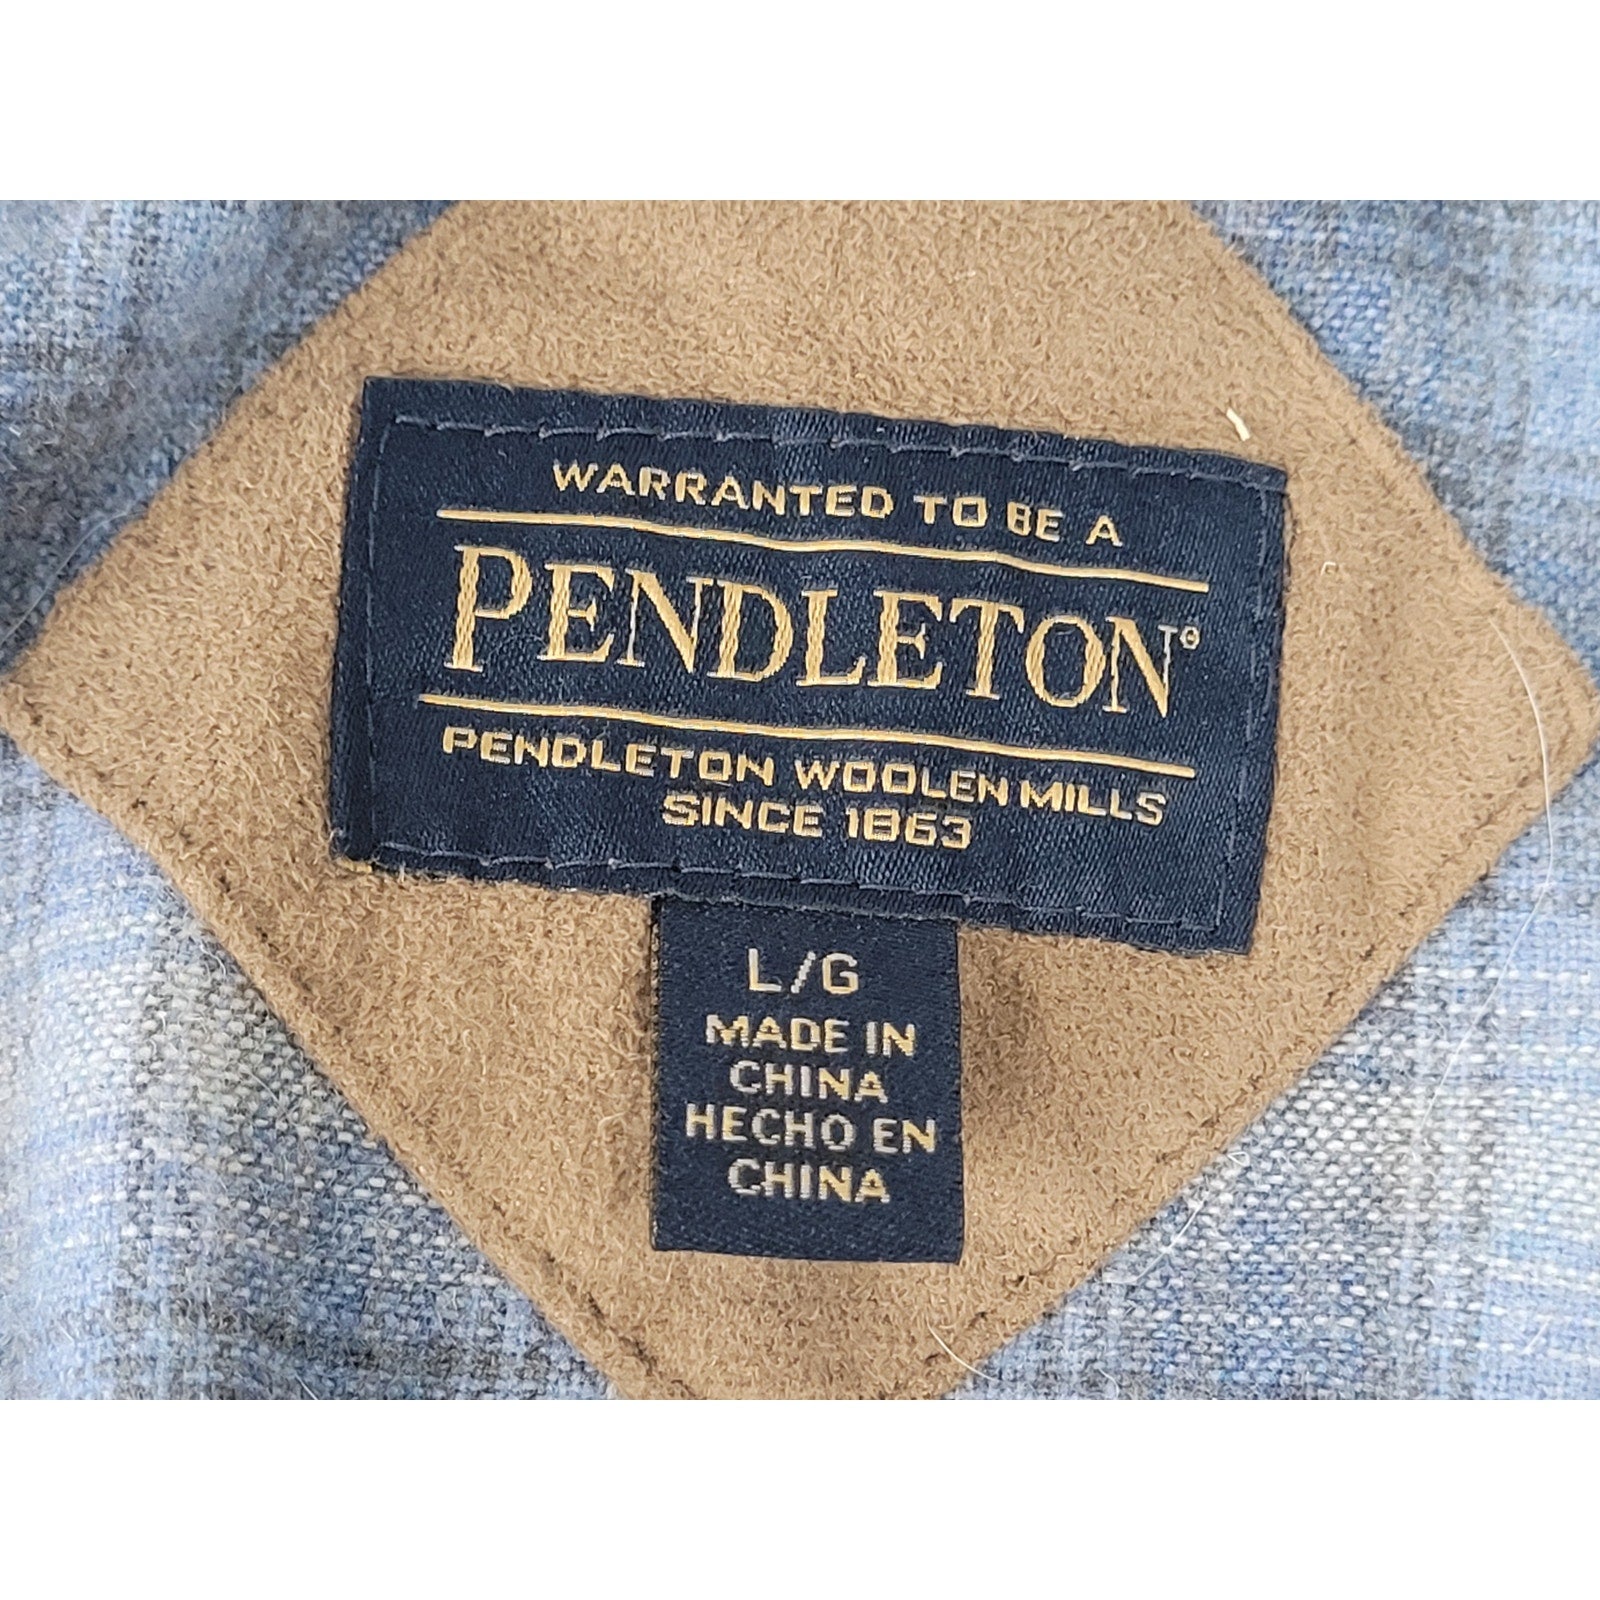 WARRANTED TO BE A
PENDLETON®
PENDLETON WOOLEN MILLS
SINCE 1863
L/G
MADE IN
CHINA
HECHO EN
CHINA